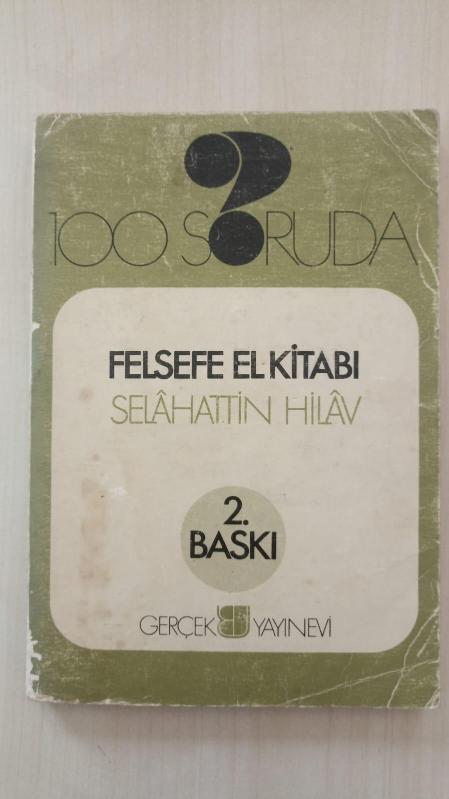 100 SORUDA
FELSEFE EL KİTABI
SELÂHATTİN HİLÂV
2.
BASKI
GERÇEK YAYINEVİ